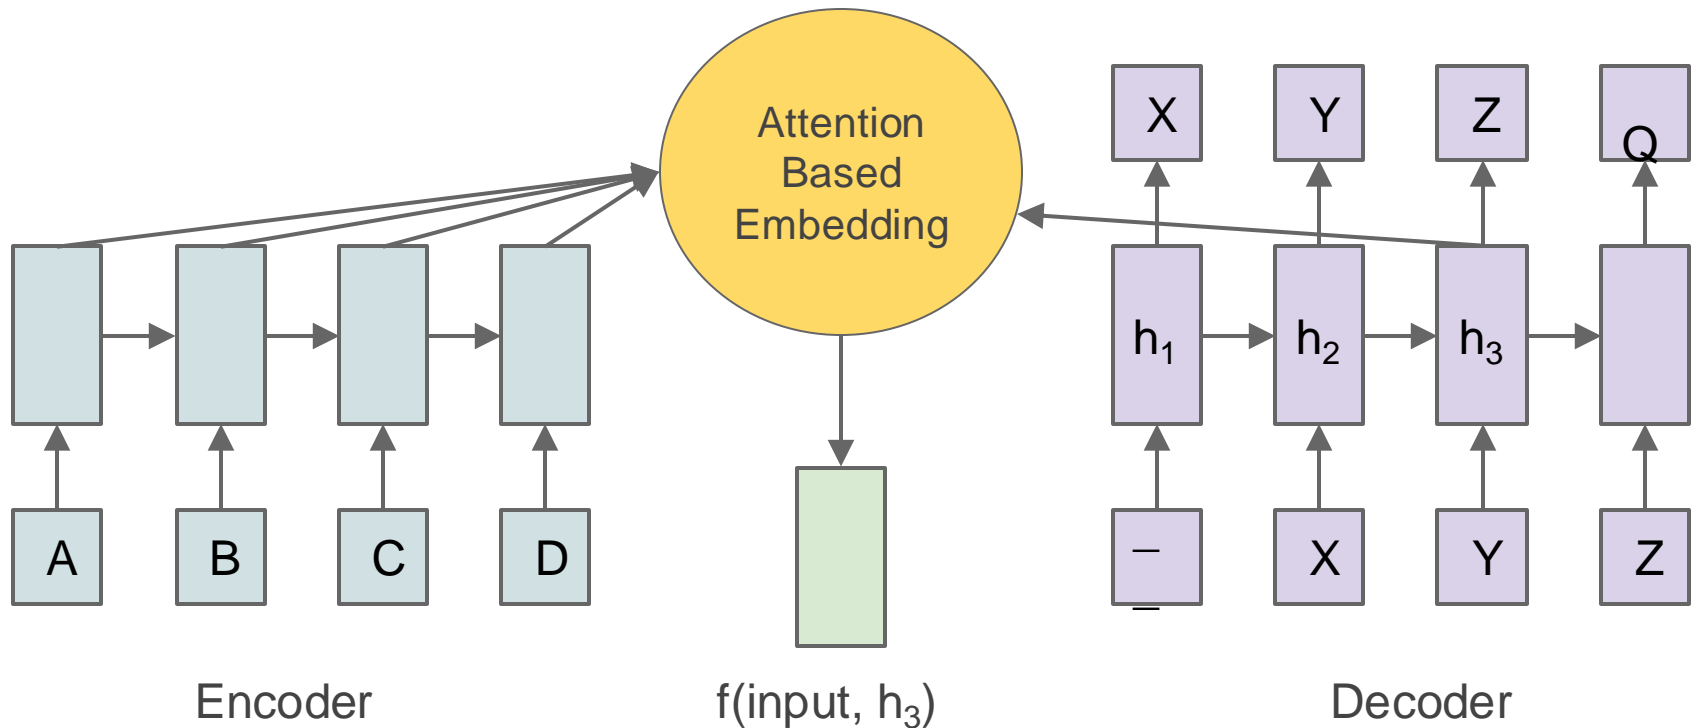 Attention
Based
Embedding
X Y Z Q
h₁ h₂ h₃
A B C D
_ _ X Y Z
Encoder
f(input, h₃)
Decoder